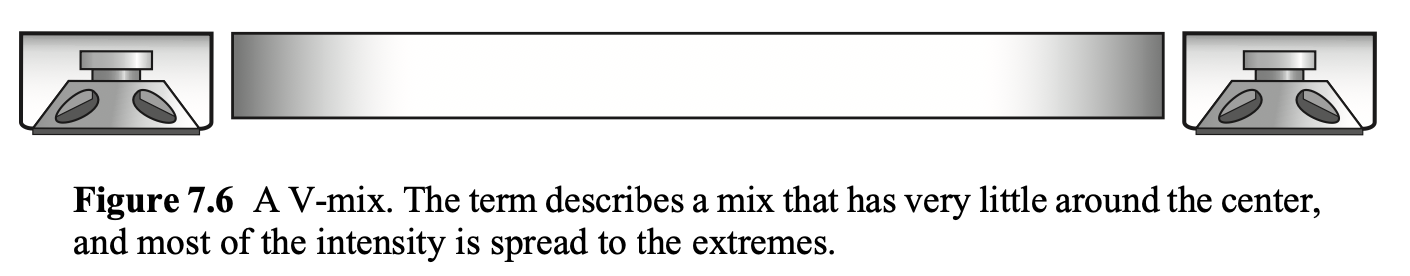 Figure 7.6 A V-mix. The term describes a mix that has very little around the center,
and most of the intensity is spread to the extremes.